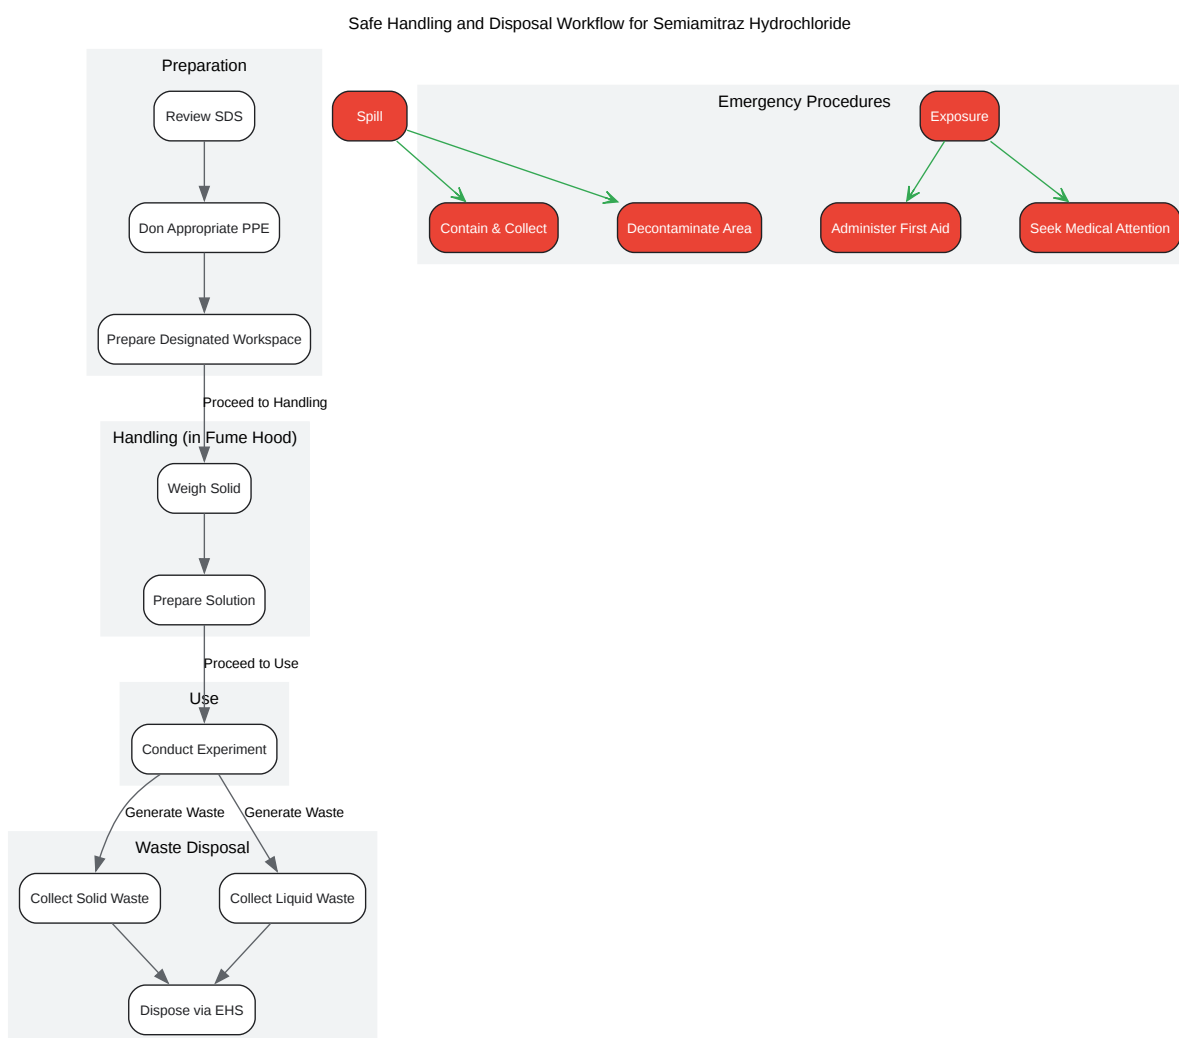 Safe Handling and Disposal Workflow for Semiamitraz Hydrochloride
Preparation
Review SDS
Don Appropriate PPE
Prepare Designated Workspace
Proceed to Handling
Handling (in Fume Hood)
Weigh Solid
Prepare Solution
Proceed to Use
Use
Conduct Experiment
Generate Waste
Generate Waste
Waste Disposal
Collect Solid Waste
Collect Liquid Waste
Dispose via EHS
Spill
Emergency Procedures
Exposure
Contain & Collect
Decontaminate Area
Administer First Aid
Seek Medical Attention